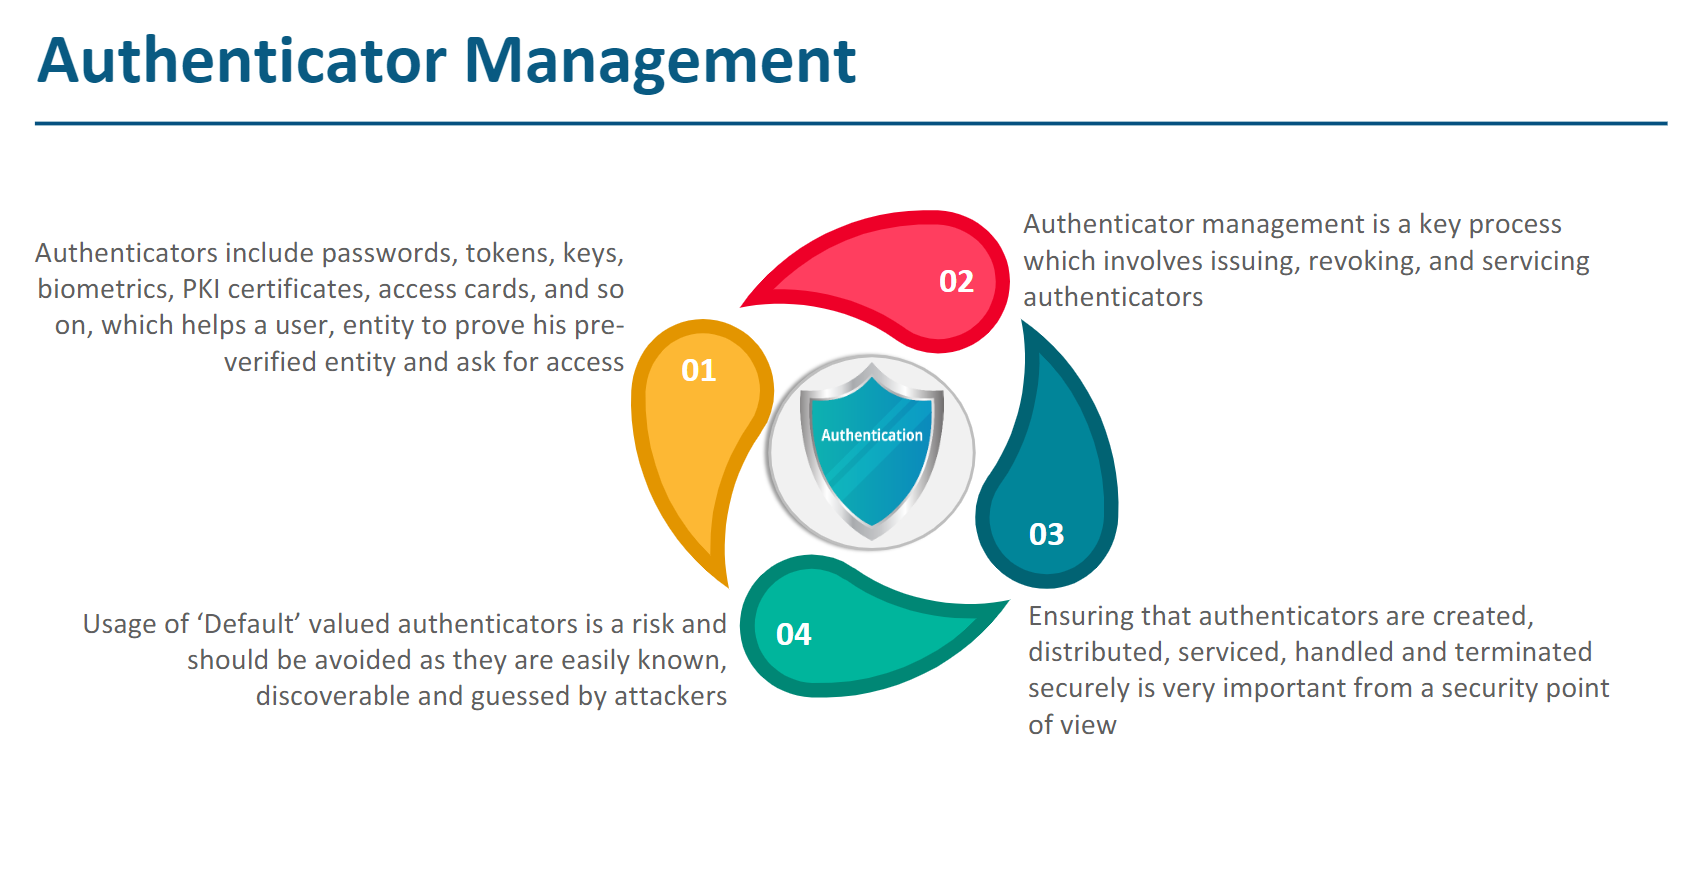 Authenticator Management
Authenticators include passwords, tokens, keys,
biometrics, PKI certificates, access cards, and so
on, which helps a user, entity to prove his pre-
verified entity and ask for access
01
02
Authenticator management is a key process
which involves issuing, revoking, and servicing
authenticators
Authentication
03
Ensuring that authenticators are created,
distributed, serviced, handled and terminated
securely is very important from a security point
of view
Usage of ‘Default’ valued authenticators is a risk and
should be avoided as they are easily known,
discoverable and guessed by attackers
04